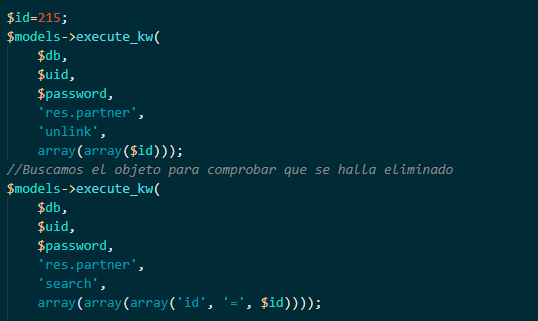 $id=215;
$models->execute_kw(
    $db,
    $uid,
    $password,
    'res.partner',
    'unlink',
    array(array($id)));
//Buscamos el objeto para comprobar que se halla eliminado
$models->execute_kw(
    $db,
    $uid,
    $password,
    'res.partner',
    'search',
    array(array(array('id', '=', $id))));